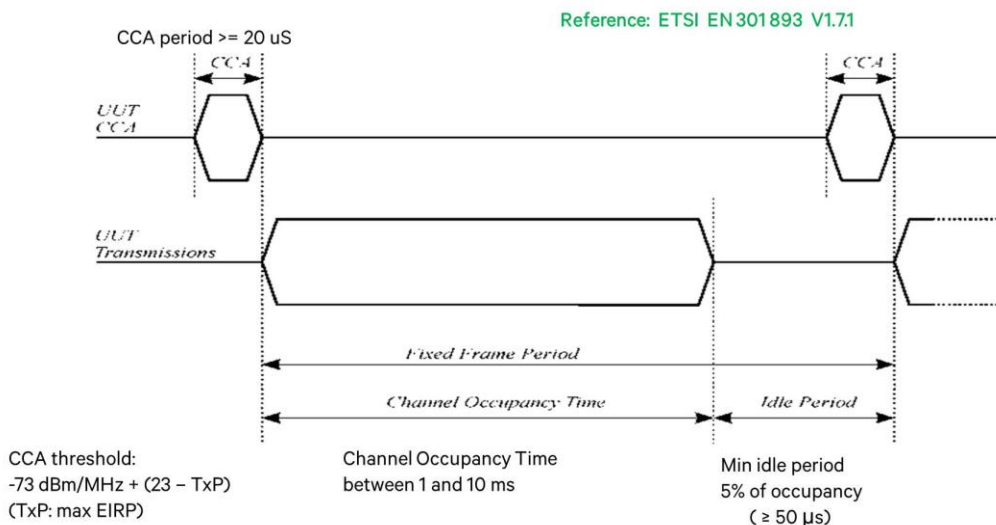 Reference: ETSI EN 301 893 V1.7.1
CCA period >= 20 uS
CCA
CCA
UUT
CCA
UUT
Transmissions
Fixed Frame Period
Channel Occupancy Time
Idle Period
CCA threshold:
-73 dBm/MHz + (23 – TxP)
(TxP: max EIRP)
Channel Occupancy Time
between 1 and 10 ms
Min idle period
5% of occupancy
( ≥ 50 µs)